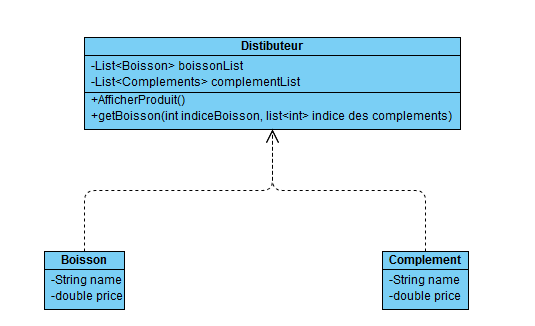 Distibuteur
-List<Boisson> boissonList
-List<Complements> complementList
+AfficherProduit()
+getBoisson(int indiceBoisson, list<int> indice des complements)
Boisson
-String name
-double price
Complement
-String name
-double price